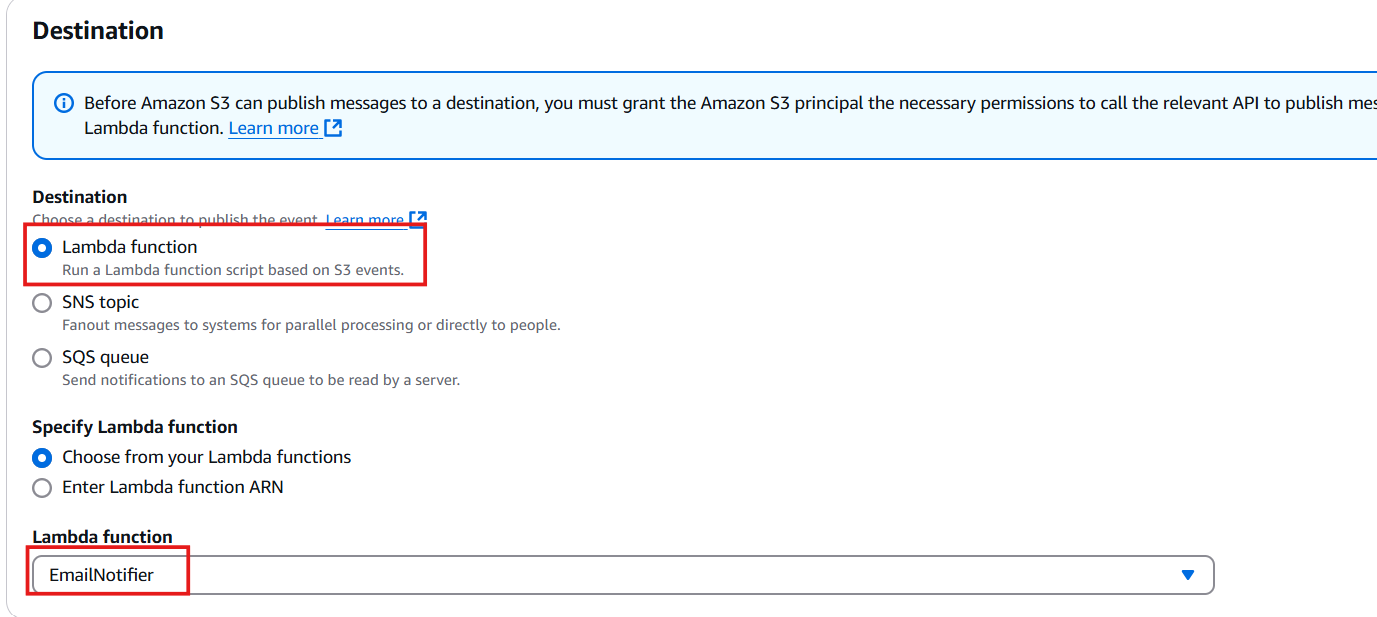 Destination
Before Amazon S3 can publish messages to a destination, you must grant the Amazon S3 principal the necessary permissions to call the relevant API to publish mes
Lambda function. Learn more
Destination
Choose a destination to publish the event. Learn more
Lambda function
Run a Lambda function script based on S3 events.
SNS topic
Fanout messages to systems for parallel processing or directly to people.
SQS queue
Send notifications to an SQS queue to be read by a server.
Specify Lambda function
Choose from your Lambda functions
Enter Lambda function ARN
Lambda function
EmailNotifier